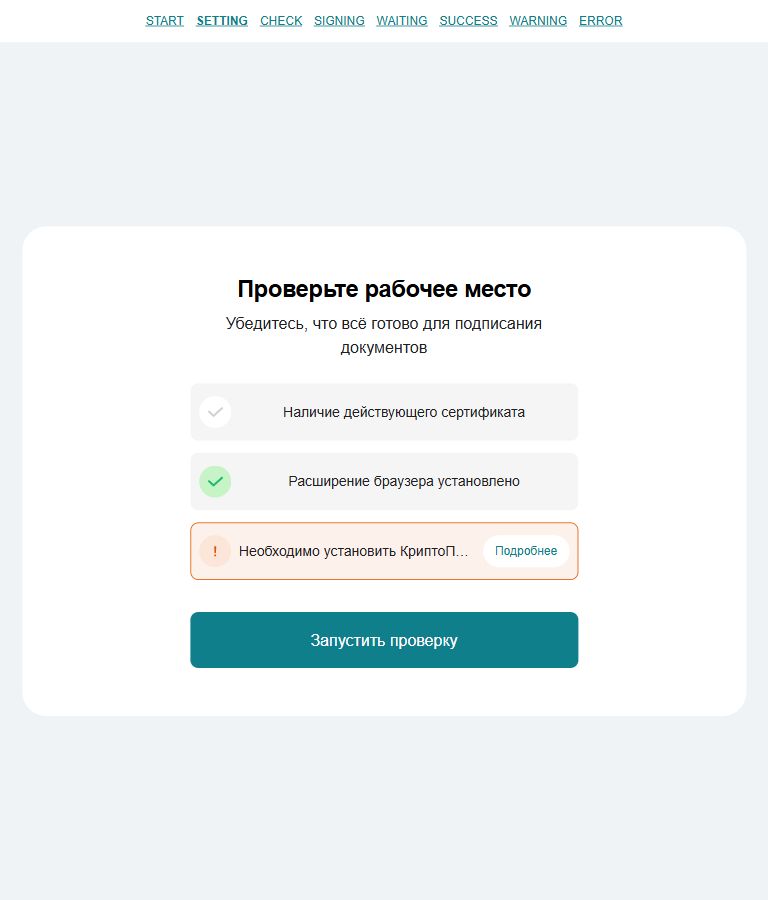 START SETTING CHECK SIGNING WAITING SUCCESS WARNING ERROR
Проверьте рабочее место
Убедитесь, что всё готово для подписания
документов
Наличие действующего сертификата
Расширение браузера установлено
! Необходимо установить КриптоП... Подробнее
Запустить проверку